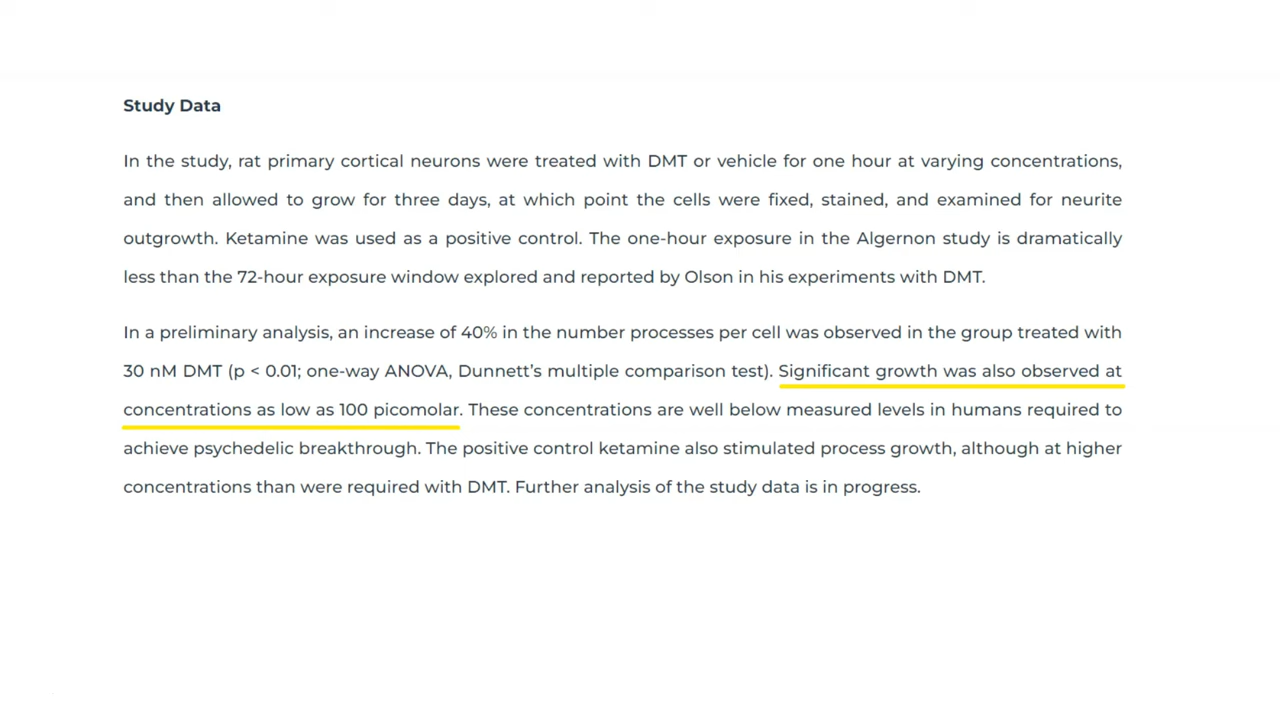 Study Data
In the study, rat primary cortical neurons were treated with DMT or vehicle for one hour at varying concentrations,
and then allowed to grow for three days, at which point the cells were fixed, stained, and examined for neurite
outgrowth. Ketamine was used as a positive control. The one-hour exposure in the Algernon study is dramatically
less than the 72-hour exposure window explored and reported by Olson in his experiments with DMT.
In a preliminary analysis, an increase of 40% in the number processes per cell was observed in the group treated with
30 nM DMT (p < 0.01; one-way ANOVA, Dunnett’s multiple comparison test). Significant growth was also observed at
concentrations as low as 100 picomolar. These concentrations are well below measured levels in humans required to
achieve psychedelic breakthrough. The positive control ketamine also stimulated process growth, although at higher
concentrations than were required with DMT. Further analysis of the study data is in progress.